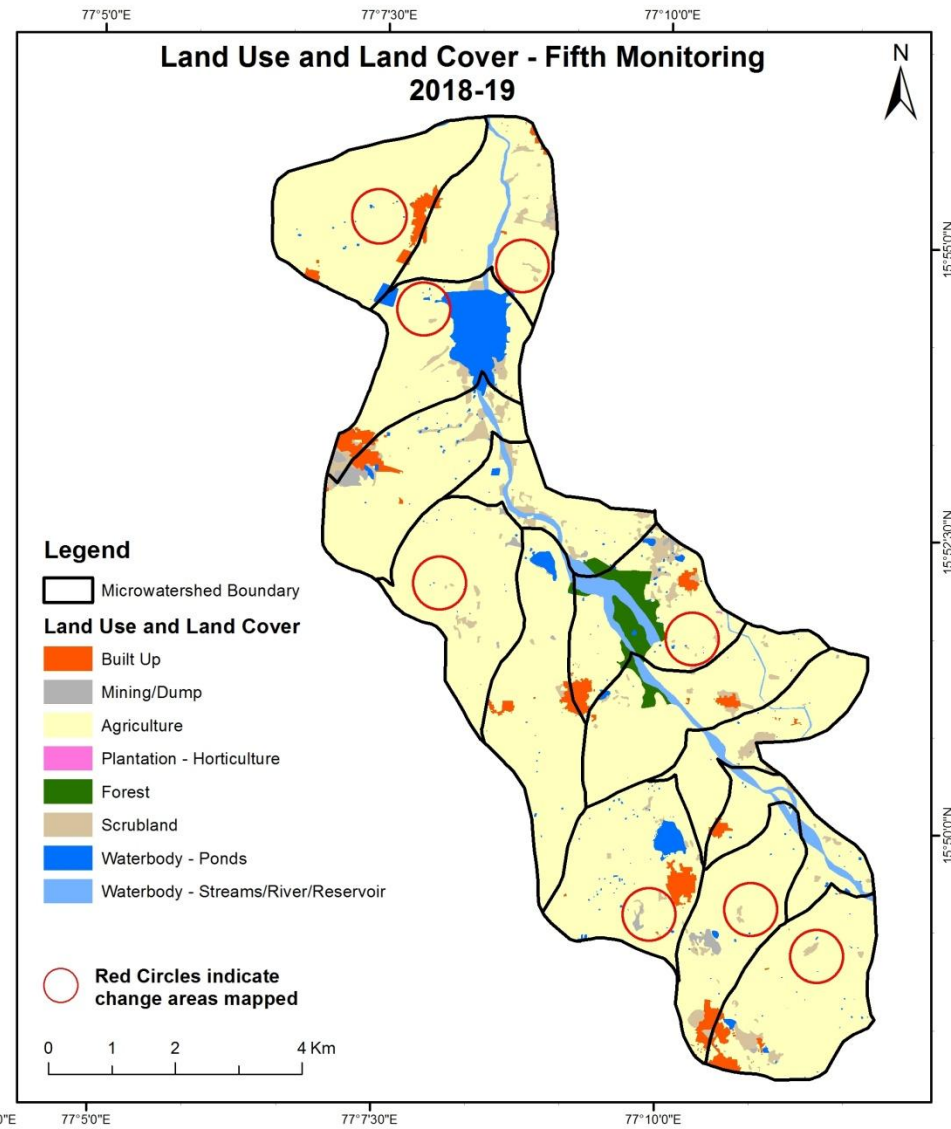 77°5'0"E 77°7'30"E 77°10'0"E
Land Use and Land Cover - Fifth Monitoring
2018-19
N
15°55'0"N
15°52'30"N
15°50'0"N
Legend
Microwatershed Boundary
Land Use and Land Cover
Built Up
Mining/Dump
Agriculture
Plantation - Horticulture
Forest
Scrubland
Waterbody - Ponds
Waterbody - Streams/River/Reservoir
Red Circles indicate
change areas mapped
0 1 2 4 Km
0"E 77°5'0"E 77°7'30"E 77°10'0"E